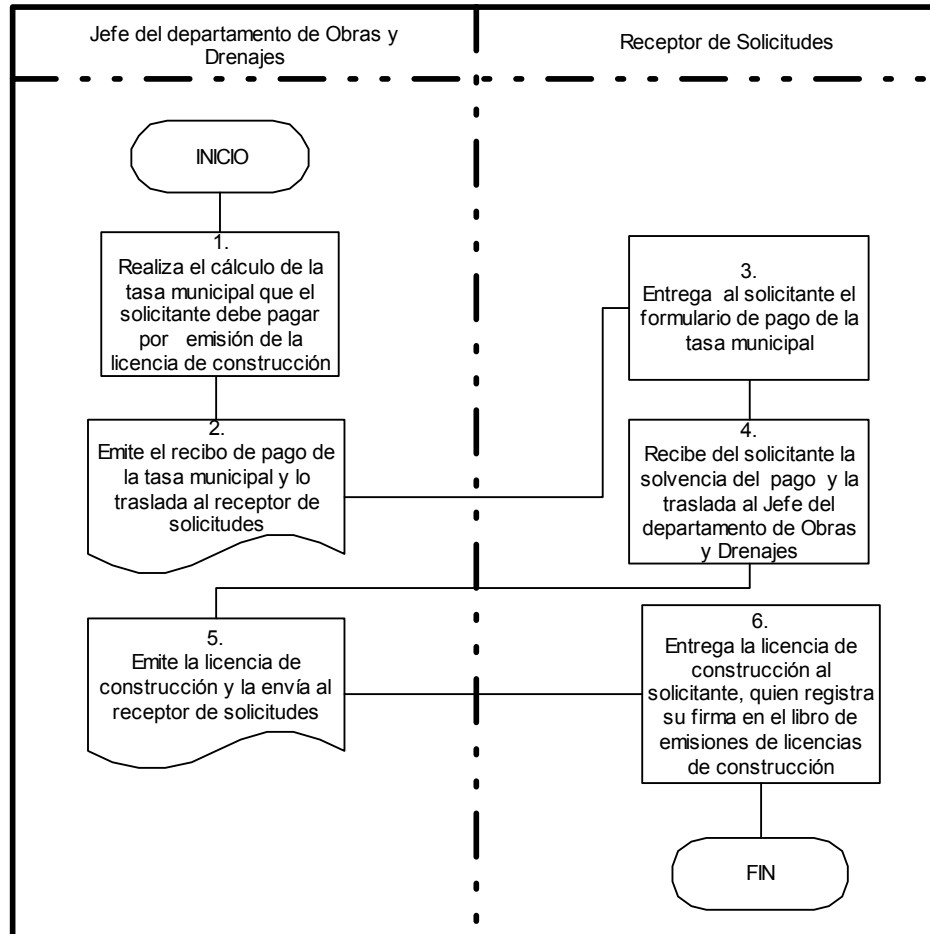 Jefe del departamento de Obras y
Drenajes
Receptor de Solicitudes
INICIO
1.
Realiza el cálculo de la
tasa municipal que el
solicitante debe pagar
por emisión de la
licencia de construcción
2.
Emite el recibo de pago de
la tasa municipal y lo
traslada al receptor de
solicitudes
3.
Entrega al solicitante el
formulario de pago de la
tasa municipal
4.
Recibe del solicitante la
solvencia del pago y la
traslada al Jefe del
departamento de Obras
y Drenajes
5.
Emite la licencia de
construcción y la envía al
receptor de solicitudes
6.
Entrega la licencia de
construcción al
solicitante, quien registra
su firma en el libro de
emisiones de licencias
de construcción
FIN